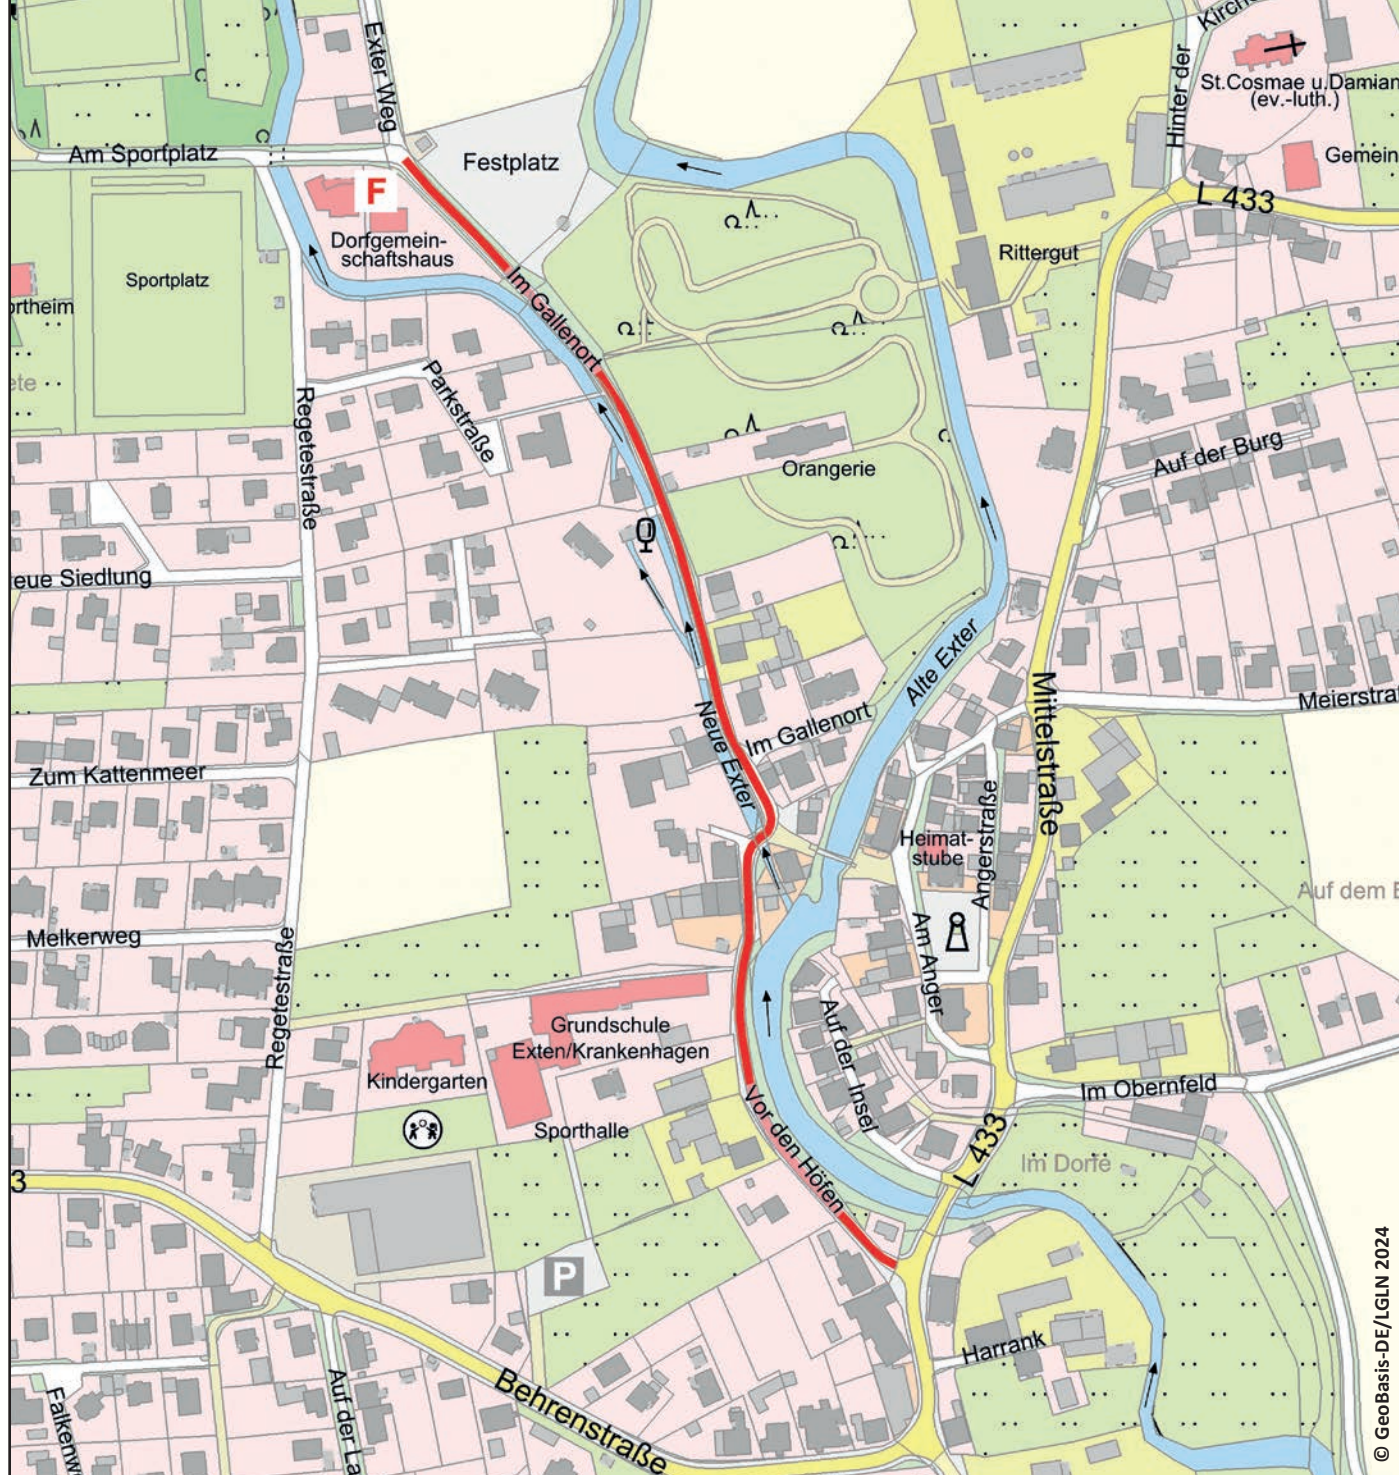 Exter Weg
Kirch
Hinter der
St.Cosmae u.Damian
(ev.-luth.)
Am Sportplatz
Festplatz
Gemein
F
L 433
Dorfgemein-
schaftshaus
Sportplatz
Rittergut
ortheim
Im Gallenort
ete
Parkstraße
Regetestraße
Orangerie
Auf der Burg
eue Siedlung
Alte Exter
Mittelstraße
Meierstra
Neue Exter
Im Gallenort
Zum Kattenmeer
Angerstraße
Heimat-
stube
Auf dem
Melkerweg
Am Anger
Regetestraße
Auf der Insel
Grundschule
Exten/Krankenhagen
Kindergarten
Im Obernfeld
Vor den Höfen
Sporthalle
L 433
Im Dorfe
3
P
Harrank
Behrenstraße
Auf der La
Falkenw
© GeoBasis-DE/LGLN 2024